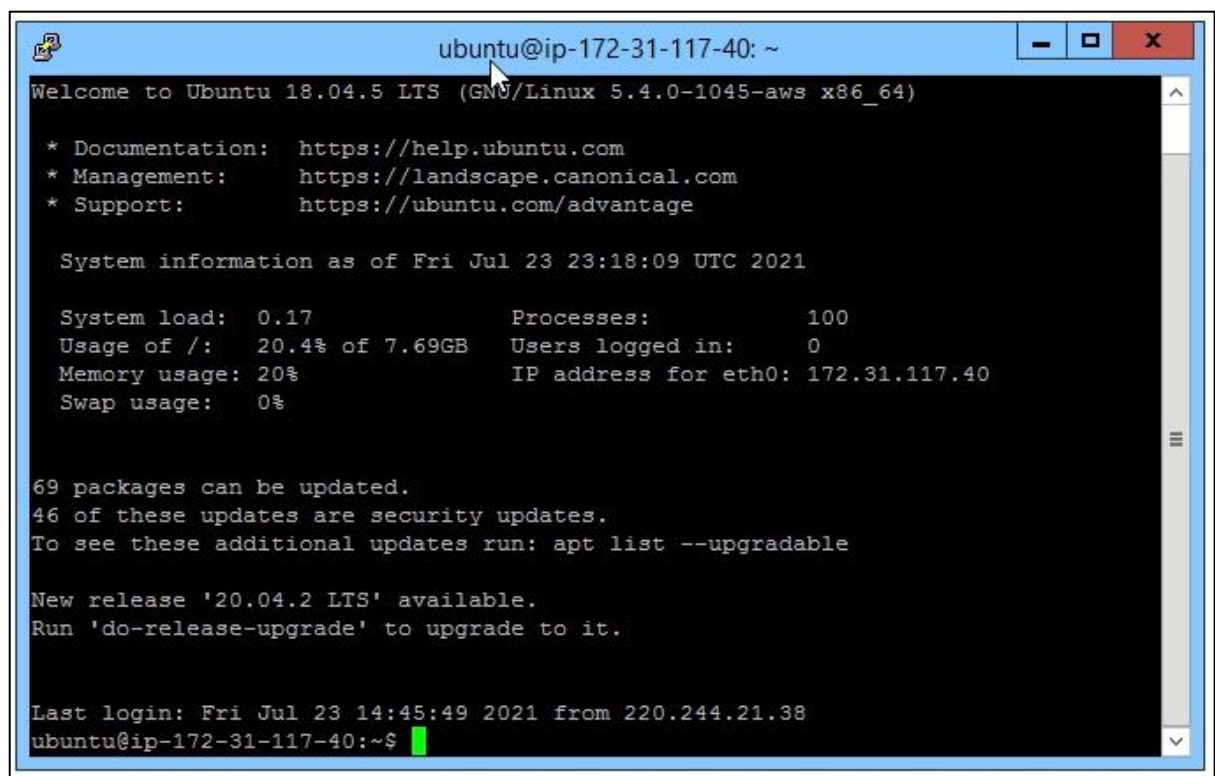 ubuntu@ip-172-31-117-40: ~
Welcome to Ubuntu 18.04.5 LTS (GNU/Linux 5.4.0-1045-aws x86_64)
* Documentation:  https://help.ubuntu.com
* Management:     https://landscape.canonical.com
* Support:        https://ubuntu.com/advantage
System information as of Fri Jul 23 23:18:09 UTC 2021
System load:  0.17               Processes:           100
Usage of /:   20.4% of 7.69GB   Users logged in:     0
Memory usage: 20%                IP address for eth0: 172.31.117.40
Swap usage:   0%
69 packages can be updated.
46 of these updates are security updates.
To see these additional updates run: apt list --upgradable
New release '20.04.2 LTS' available.
Run 'do-release-upgrade' to upgrade to it.
Last login: Fri Jul 23 14:45:49 2021 from 220.244.21.38
ubuntu@ip-172-31-117-40:~$